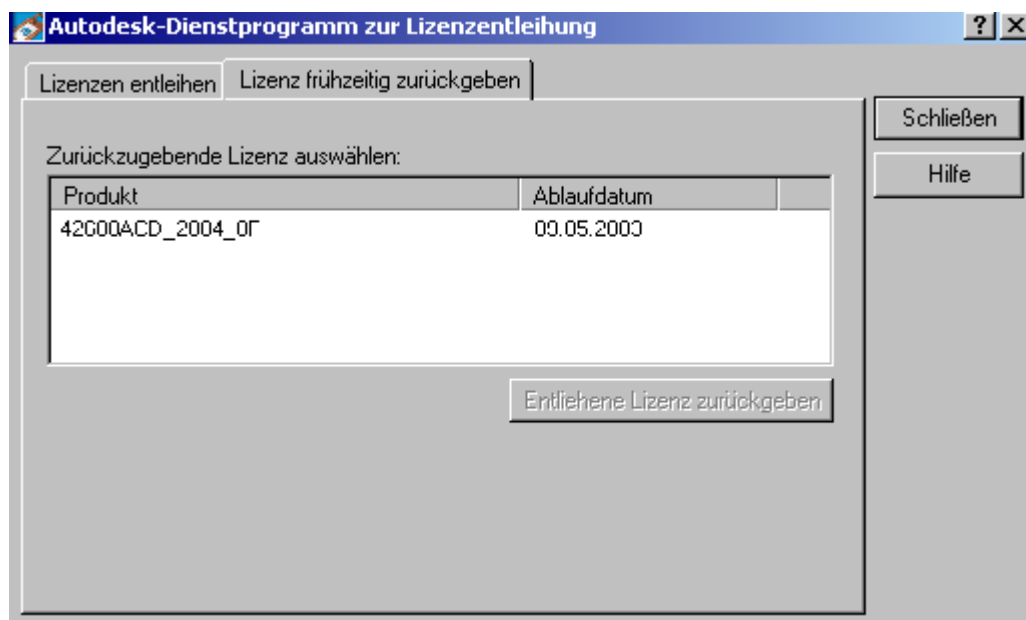 Autodesk-Dienstprogramm zur Lizenzentleihung
Lizenzen entleihen
Lizenz frühzeitig zurückgeben
Schließen
Hilfe
Zurückzugebende Lizenz auswählen:
Produkt Ablaufdatum
Entliehene Lizenz zurückgeben